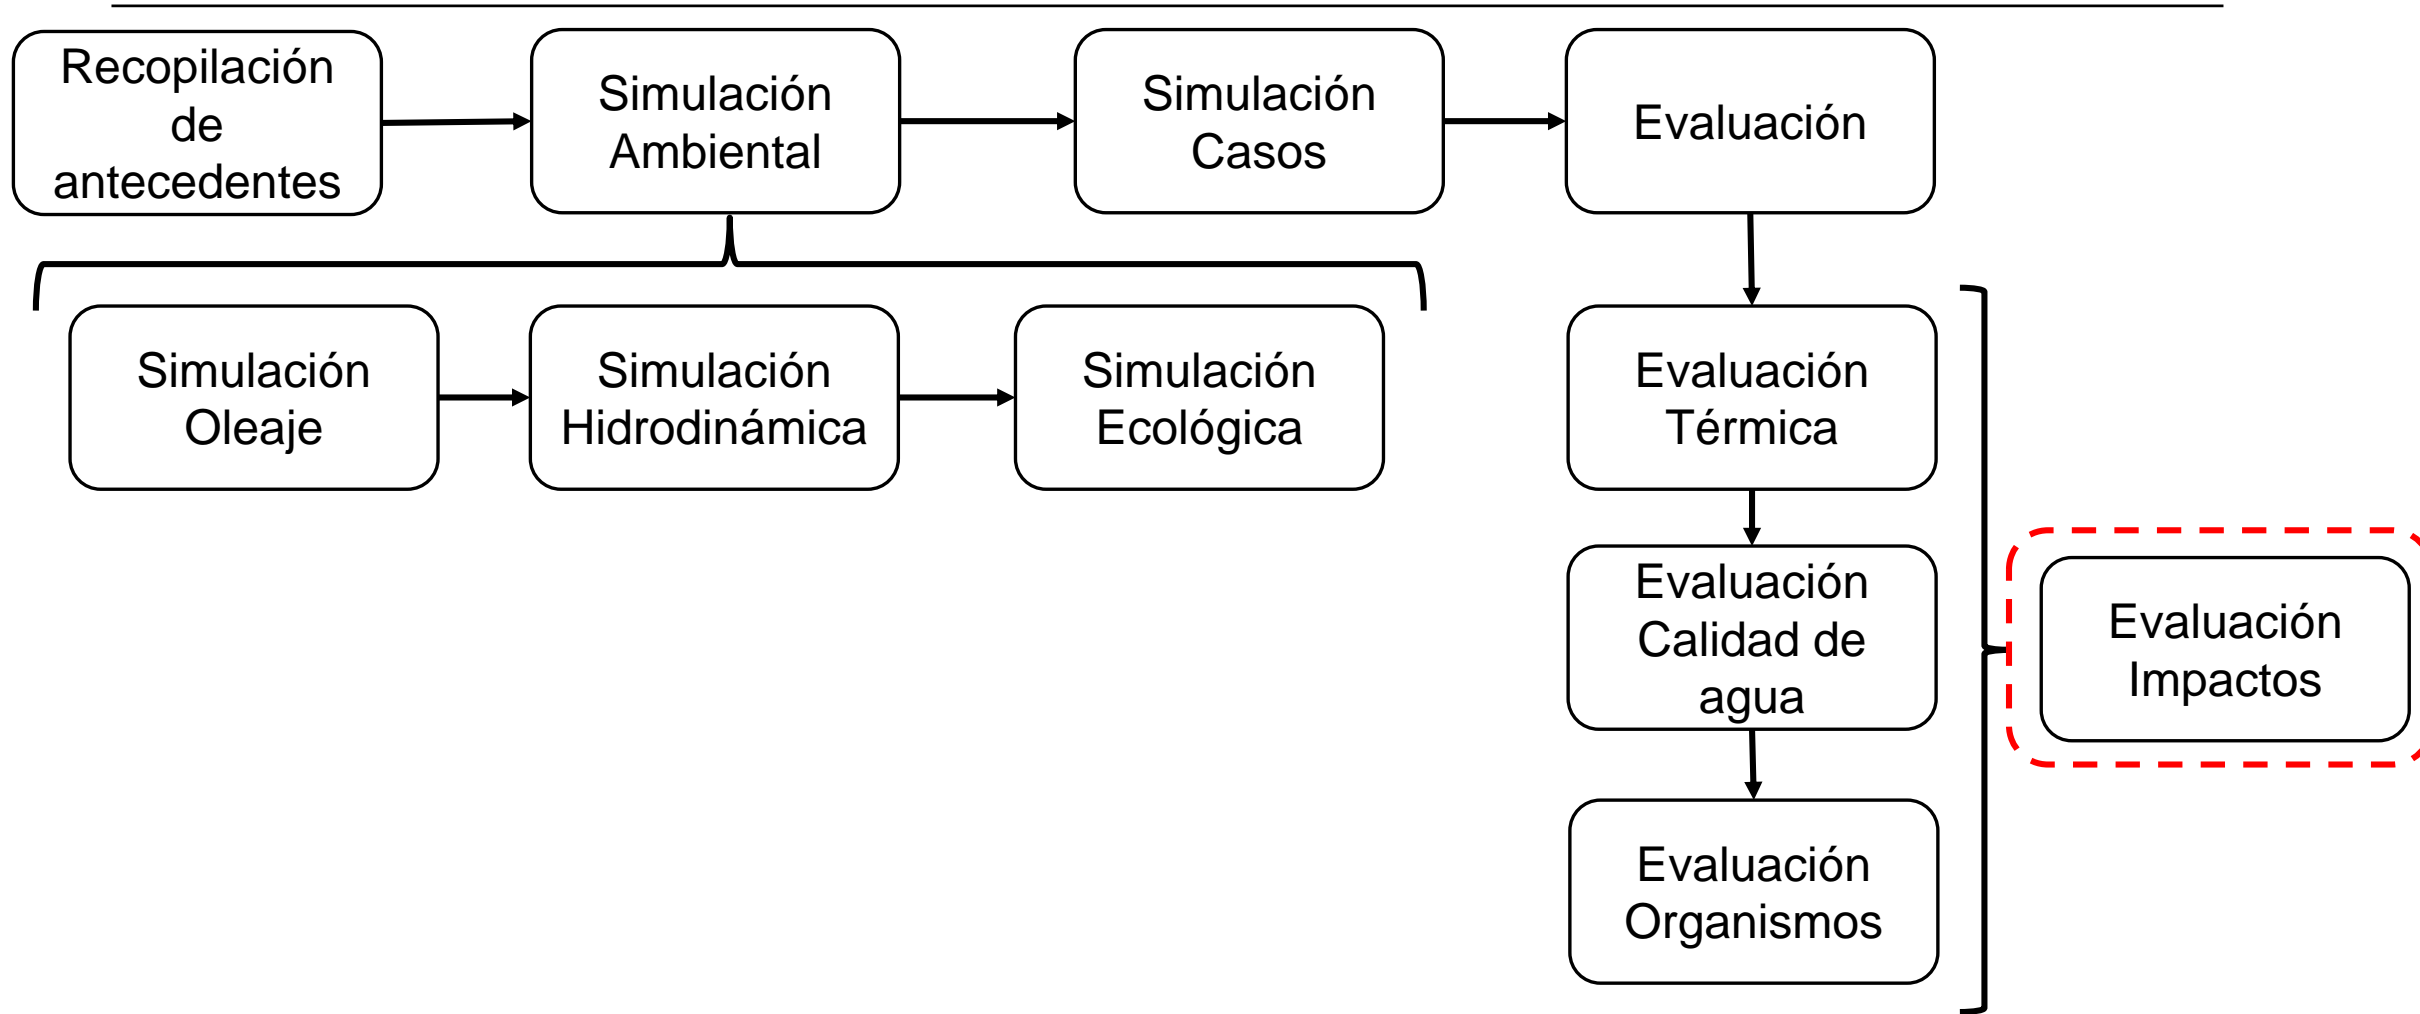 Recopilación
de
antecedentes
Simulación
Ambiental
Simulación
Casos
Evaluación
Simulación
Oleaje
Simulación
Hidrodinámica
Simulación
Ecológica
Evaluación
Térmica
Evaluación
Calidad de
agua
Evaluación
Organismos
Evaluación
Impactos